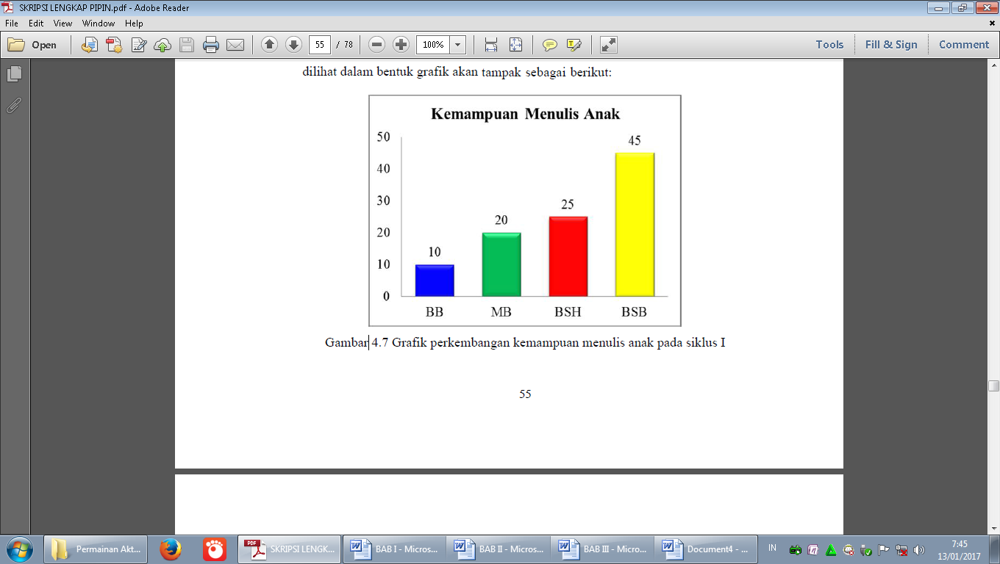 SKRIPSI LENGKAP PIPIN.pdf - Adobe Reader
File Edit View Window Help
Open 55 / 78 100% Tools Fill & Sign Comment
dilihat dalam bentuk grafik akan tampak sebagai berikut:
Kemampuan Menulis Anak
50
40
30
20
10
0
10
20
25
45
BB MB BSH BSB
Gambar 4.7 Grafik perkembangan kemampuan menulis anak pada siklus I
55
Permainan Akt... PDF SKRIPSI LENGK... BAB I - Micros... BAB II - Micros... BAB III - Micro... Document4 - ... IN 7:45
13/01/2017